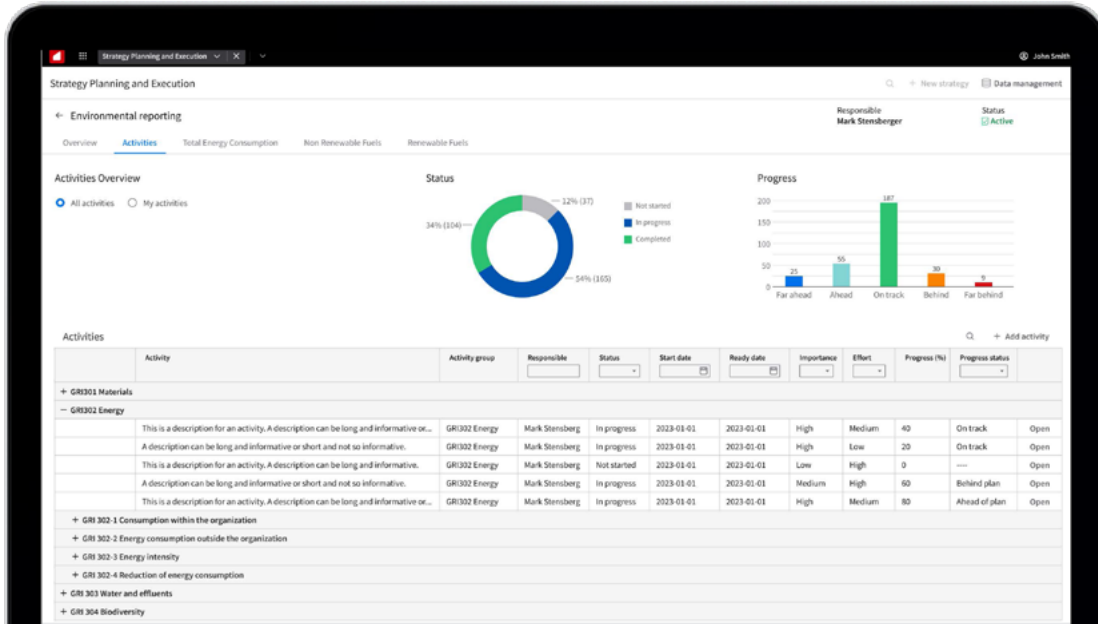 Strategy Planning and Execution
John Smith
Strategy Planning and Execution
+ New strategy
Data management
← Environmental reporting
Responsible
Mark Stensberger
Status
Active
Overview
Activities
Total Energy Consumption
Non Renewable Fuels
Renewable Fuels
Activities Overview
All activities
My activities
Status
12% (37)
34% (104)
54% (165)
Not started
In progress
Completed
Progress
200
150
100
50
0
25
55
187
30
9
Far ahead
Ahead
On track
Behind
Far behind
Activities
+ Add activity
Activity Activity group Responsible Status Start date Ready date Importance Effort Progress (%) Progress status
+ GRI301 Materials
— GRI302 Energy
This is a description for an activity. A description can be long and informative or... GRI302 Energy Mark Stensberg In progress 2023-01-01 2023-01-01 High Medium 40 On track Open
A description can be long and informative or short and not so informative. GRI302 Energy Mark Stensberg In progress 2023-01-01 2023-01-01 High Low 20 On track Open
This is a description for an activity. A description can be long and informative. GRI302 Energy Mark Stensberg Not started 2023-01-01 2023-01-01 Low High 0 ---- Open
A description can be long and informative or short and not so informative. GRI302 Energy Mark Stensberg In progress 2023-01-01 2023-01-01 Medium High 60 Behind plan Open
This is a description for an activity. A description can be long and informative or... GRI302 Energy Mark Stensberg In progress 2023-01-01 2023-01-01 High Medium 80 Ahead of plan Open
+ GRI 302-1 Consumption within the organization
+ GRI 302-2 Energy consumption outside the organization
+ GRI 302-3 Energy intensity
+ GRI 302-4 Reduction of energy consumption
+ GRI 303 Water and effluents
+ GRI 304 Biodiversity